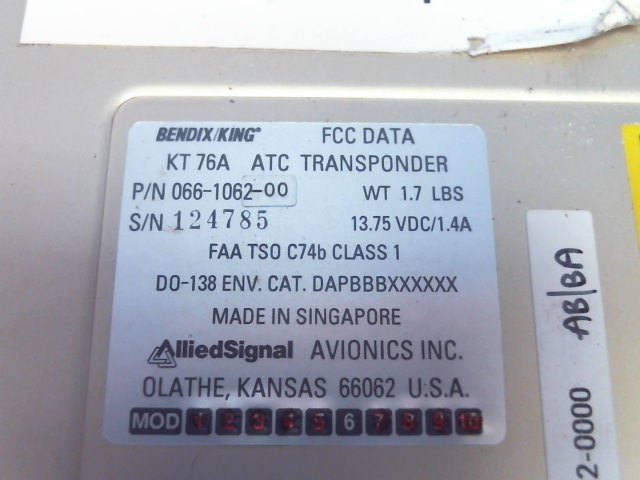 BENDIX/KING® FCC DATA
KT 76A ATC TRANSPONDER
P/N 066-1062-00 WT 1.7 LBS
S/N 124785 13.75 VDC/1.4A
FAA TSO C74b CLASS 1
DO-138 ENV. CAT. DAPBBBXXXXXX
MADE IN SINGAPORE
AlliedSignal AVIONICS INC.
OLATHE, KANSAS 66062 U.S.A.
MOD 1 2 3 4 5 6 7 8 9 10
AB/BA
2-0000